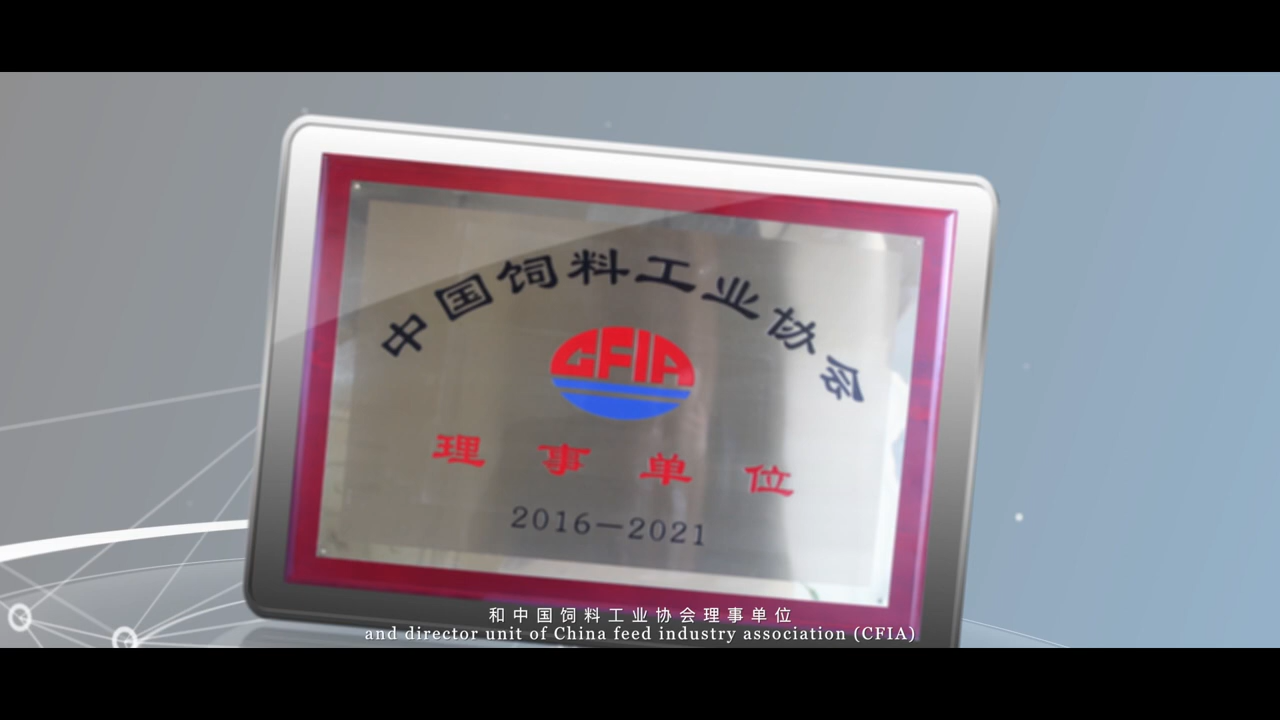 中国饲料工业协会
CFIA
理事单位
2016—2021
和中国饲料工业协会理事单位
and director unit of China feed industry association (CFIA)